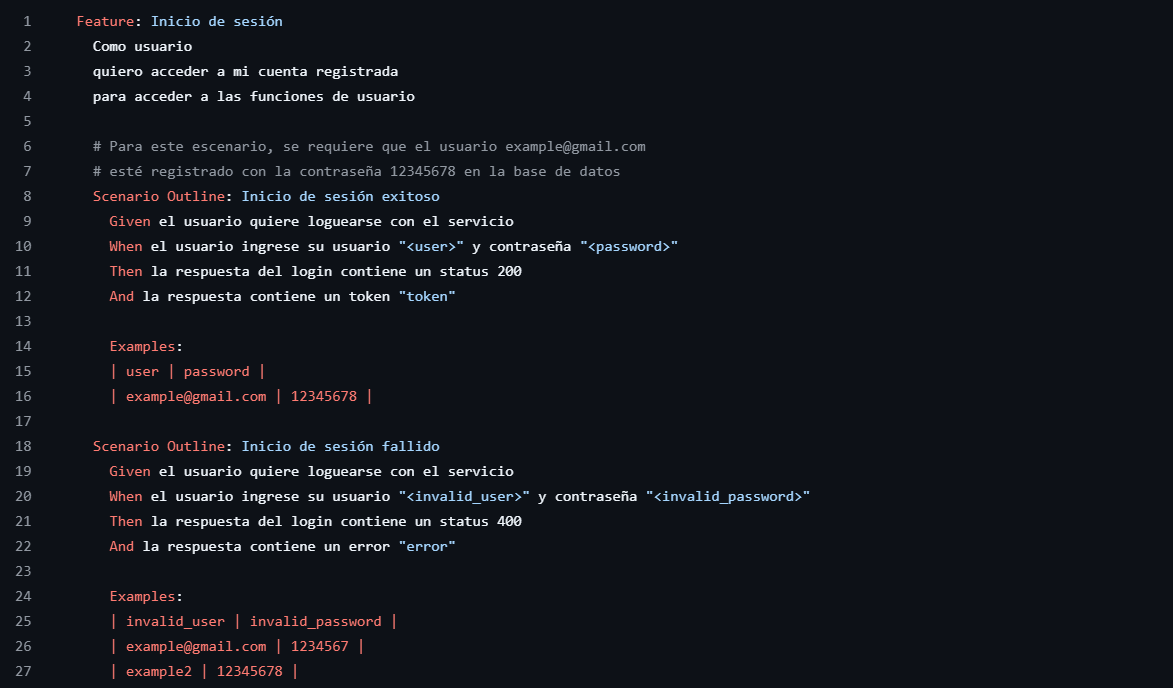 1 Feature: Inicio de sesión
2 Como usuario
3 quiero acceder a mi cuenta registrada
4 para acceder a las funciones de usuario
5
6 # Para este escenario, se requiere que el usuario example@gmail.com
7 # esté registrado con la contraseña 12345678 en la base de datos
8 Scenario Outline: Inicio de sesión exitoso
9 Given el usuario quiere loguearse con el servicio
10 When el usuario ingrese su usuario "<user>" y contraseña "<password>"
11 Then la respuesta del login contiene un status 200
12 And la respuesta contiene un token "token"
13
14 Examples:
15 | user | password |
16 | example@gmail.com | 12345678 |
17
18 Scenario Outline: Inicio de sesión fallido
19 Given el usuario quiere loguearse con el servicio
20 When el usuario ingrese su usuario "<invalid_user>" y contraseña "<invalid_password>"
21 Then la respuesta del login contiene un status 400
22 And la respuesta contiene un error "error"
23
24 Examples:
25 | invalid_user | invalid_password |
26 | example@gmail.com | 1234567 |
27 | example2 | 12345678 |